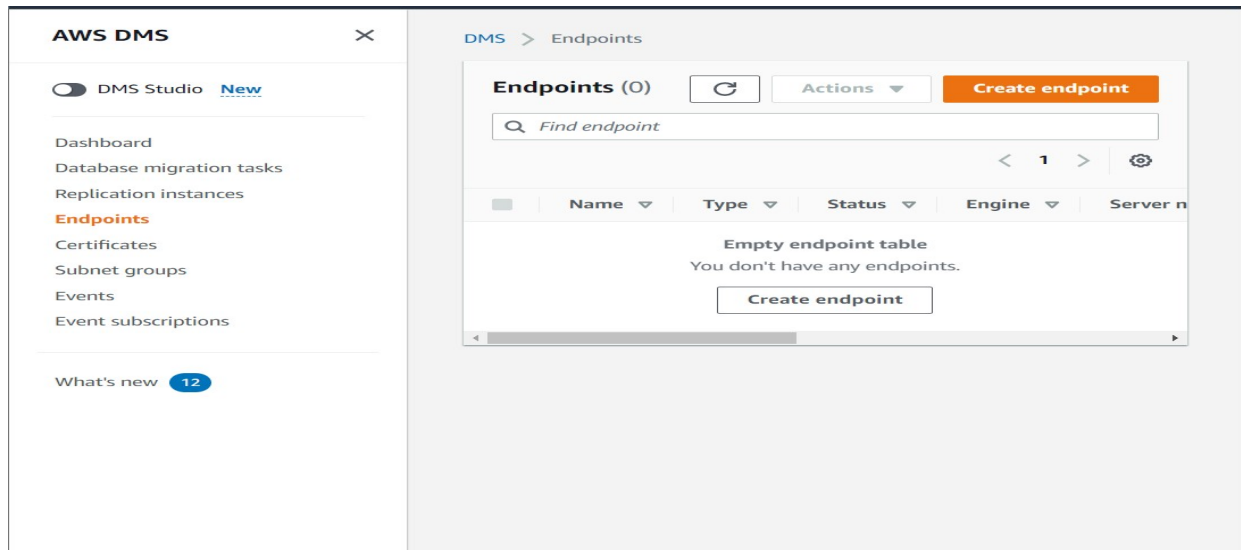 AWS DMS
DMS Studio New
Dashboard
Database migration tasks
Replication instances
Endpoints
Certificates
Subnet groups
Events
Event subscriptions
What's new 12
DMS > Endpoints
Endpoints (0) Actions Create endpoint
Find endpoint
< 1 >
Name Type Status Engine Server n
Empty endpoint table
You don't have any endpoints.
Create endpoint